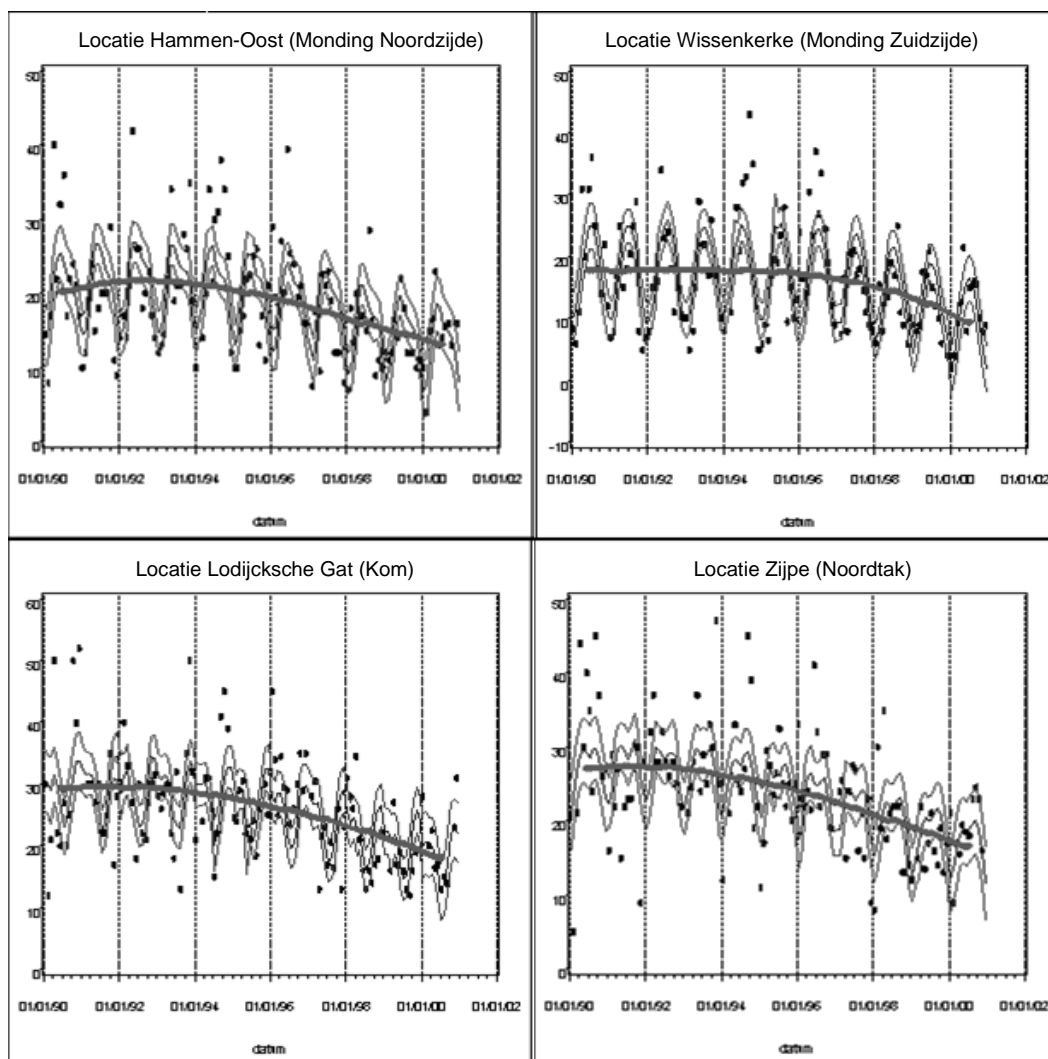 Locatie Hammen-Oost (Monding Noordzijde)
50
40
30
20
10
0
01/01/90 01/01/92 01/01/94 01/01/96 01/01/98 01/01/00 01/01/02
datum
Locatie Wissenkerke (Monding Zuidzijde)
50
40
30
20
10
0
-10
01/01/90 01/01/92 01/01/94 01/01/96 01/01/98 01/01/00 01/01/02
datum
Locatie Lodijcksche Gat (Kom)
60
50
40
30
20
10
0
01/01/90 01/01/92 01/01/94 01/01/96 01/01/98 01/01/00 01/01/02
datum
Locatie Zijpe (Noordtak)
50
40
30
20
10
0
01/01/90 01/01/92 01/01/94 01/01/96 01/01/98 01/01/00 01/01/02
datum